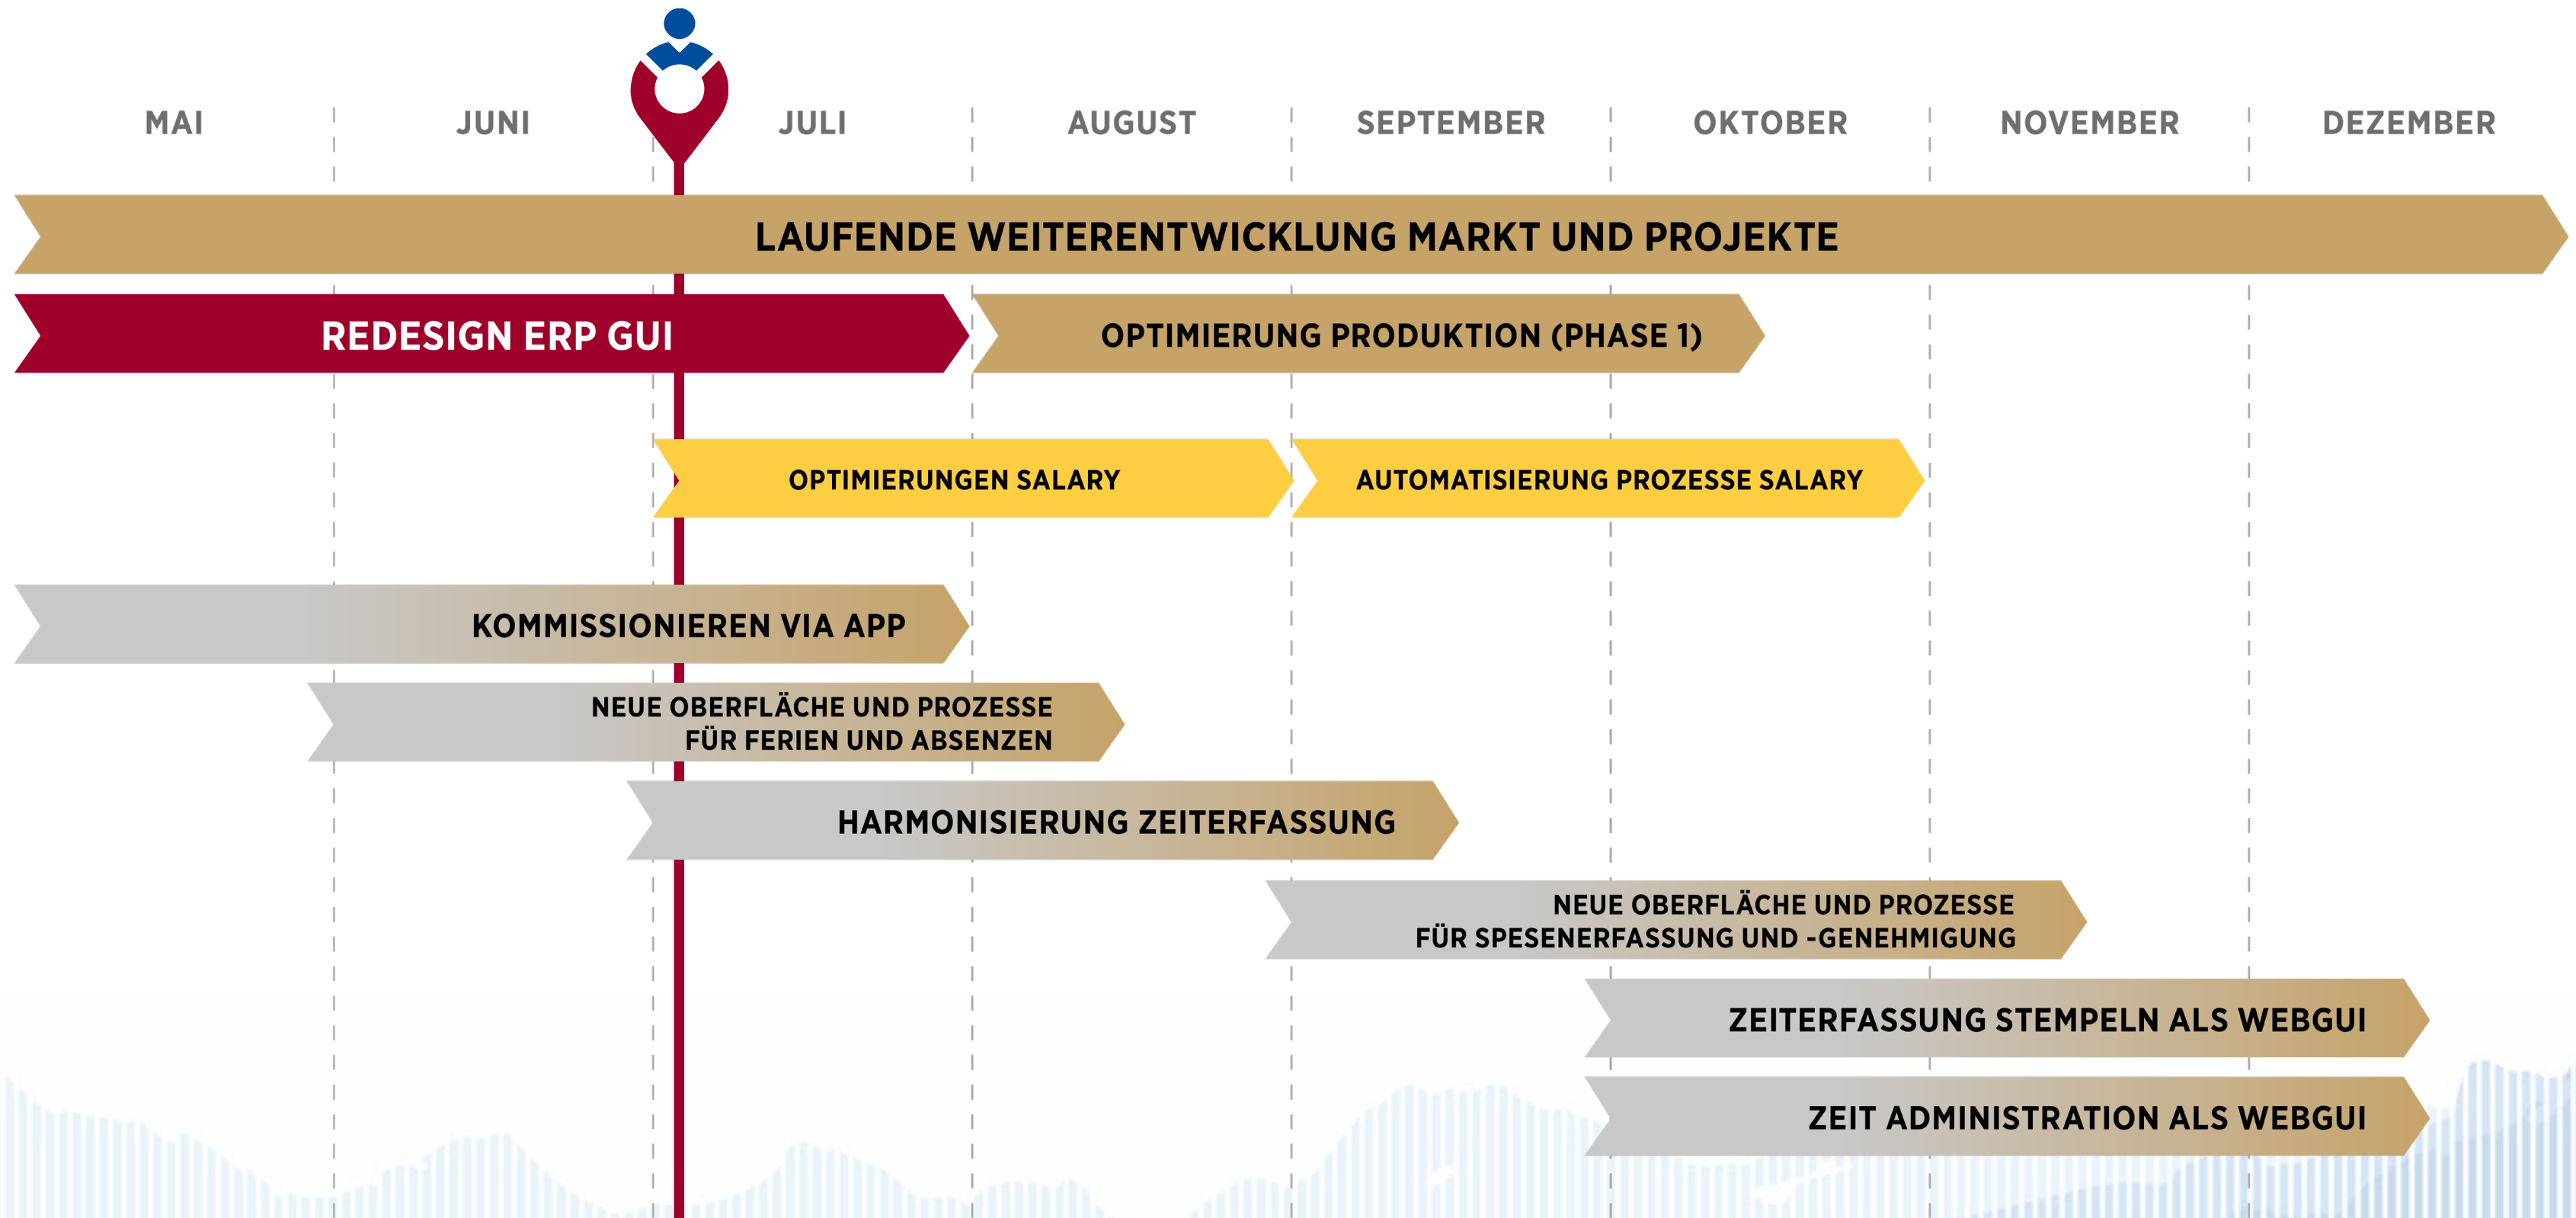 MAI
JUNI
JULI
AUGUST
SEPTEMBER
OKTOBER
NOVEMBER
DEZEMBER
LAUFENDE WEITERENTWICKLUNG MARKT UND PROJEKTE
REDESIGN ERP GUI
OPTIMIERUNG PRODUKTION (PHASE 1)
OPTIMIERUNGEN SALARY
AUTOMATISIERUNG PROZESSE SALARY
KOMMISSIONIEREN VIA APP
NEUE OBERFLÄCHE UND PROZESSE
FÜR FERIEN UND ABSENZEN
HARMONISIERUNG ZEITERFASSUNG
NEUE OBERFLÄCHE UND PROZESSE
FÜR SPESENERFASSUNG UND -GENEHMIGUNG
ZEITERFASSUNG STEMPELN ALS WEBGUI
ZEIT ADMINISTRATION ALS WEBGUI